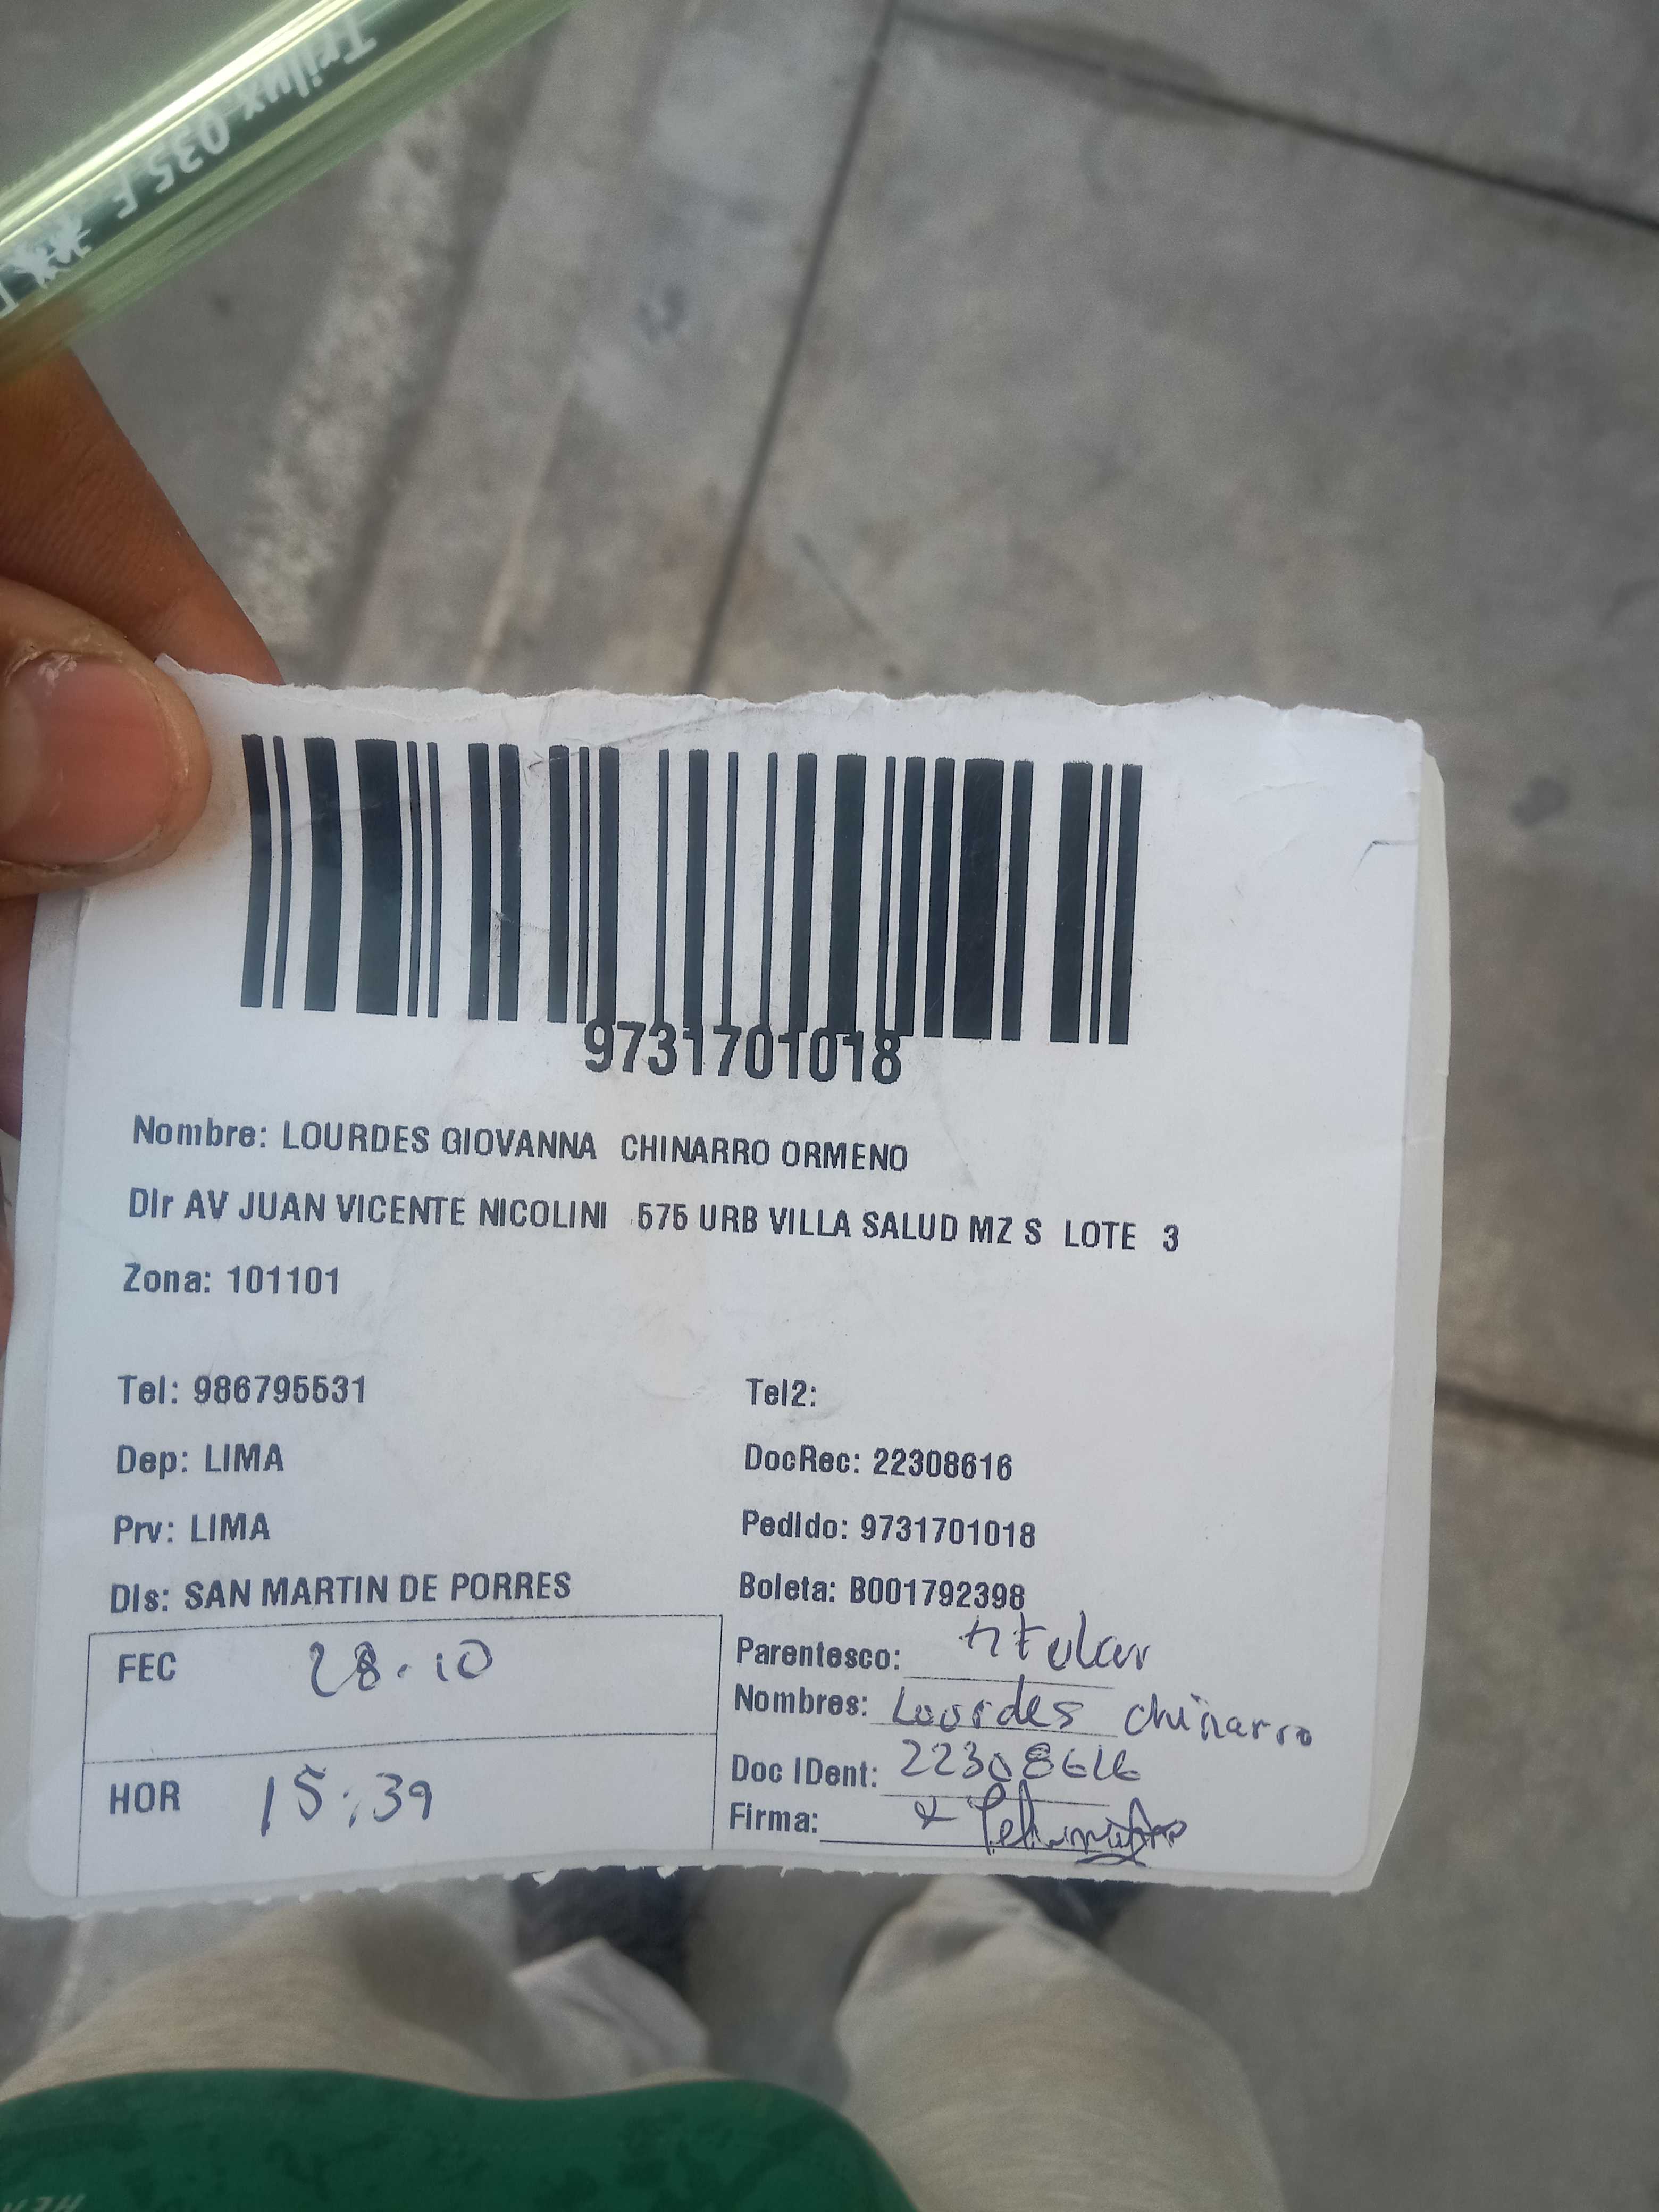 Trilux 035 F
9731701018
Nombre: LOURDES GIOVANNA CHINARRO ORMENO
DIr AV JUAN VICENTE NICOLINI 575 URB VILLA SALUD MZ S LOTE 3
Zona: 101101
Tel: 986795531 Tel2:
Dep: LIMA DocRec: 22308616
Prv: LIMA PedIdo: 9731701018
DIs: SAN MARTIN DE PORRES Boleta: B001792398
FEC 28.10 Parentesco: titular
Nombres: Lourdes chinarro
HOR 15:39 Doc IDent: 22308616
Firma: